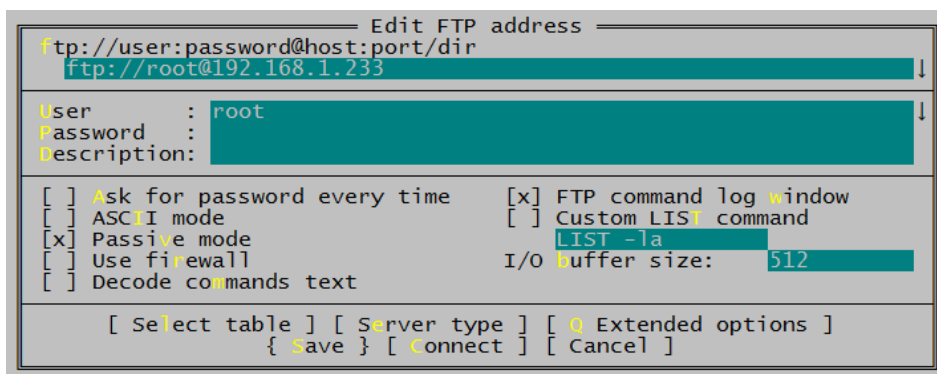 Edit FTP address
ftp://user:password@host:port/dir
ftp://root@192.168.1.233 ↓
User : root ↓
Password :
Description:
[ ] Ask for password every time [x] FTP command log window
[ ] ASCII mode [ ] Custom LIST command
[x] Passive mode LIST -la
[ ] Use firewall I/O buffer size: 512
[ ] Decode commands text
[ Select table ] [ Server type ] [ Q Extended options ]
{ Save } [ Connect ] [ Cancel ]